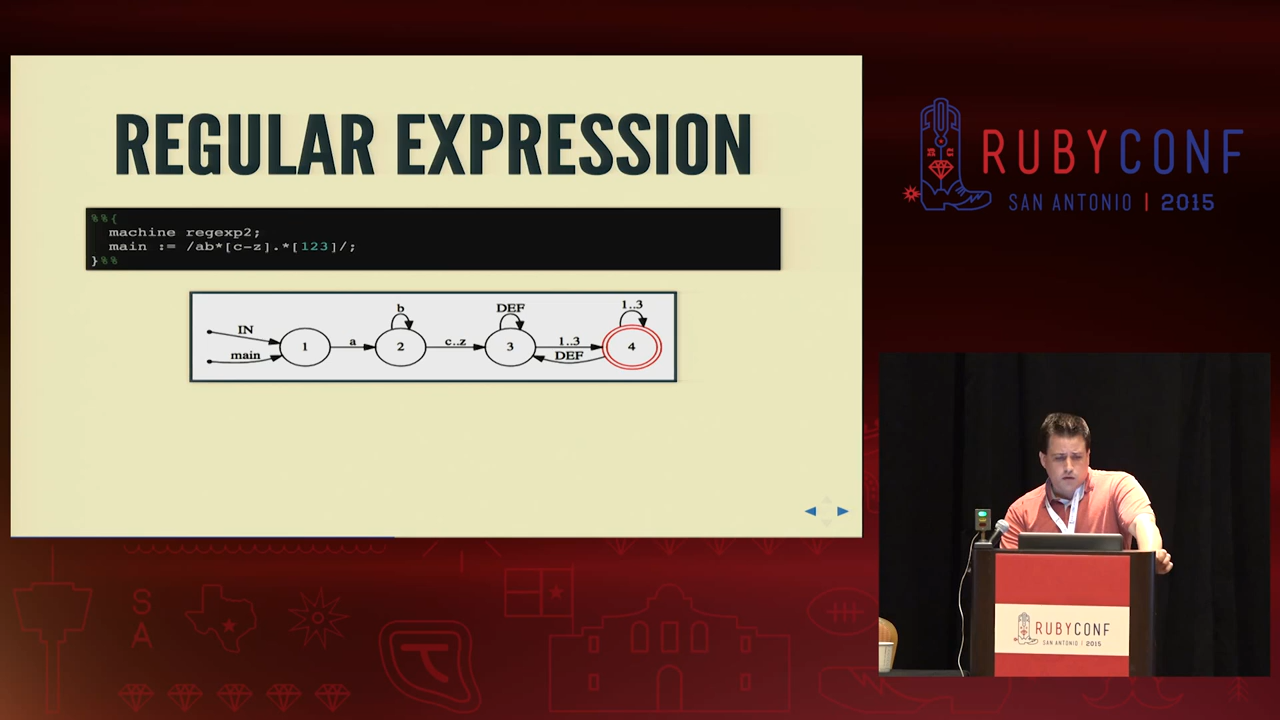 REGULAR EXPRESSION
%%{
machine regexp2;
main := /ab*[c-z].*[123]/;
}%%
IN
main
1
a
b
2
c..z
DEF
3
1..3
DEF
1..3
4
RUBYCONF
SAN ANTONIO | 2015
S
A
RUBYCONF
SAN ANTONIO | 2015